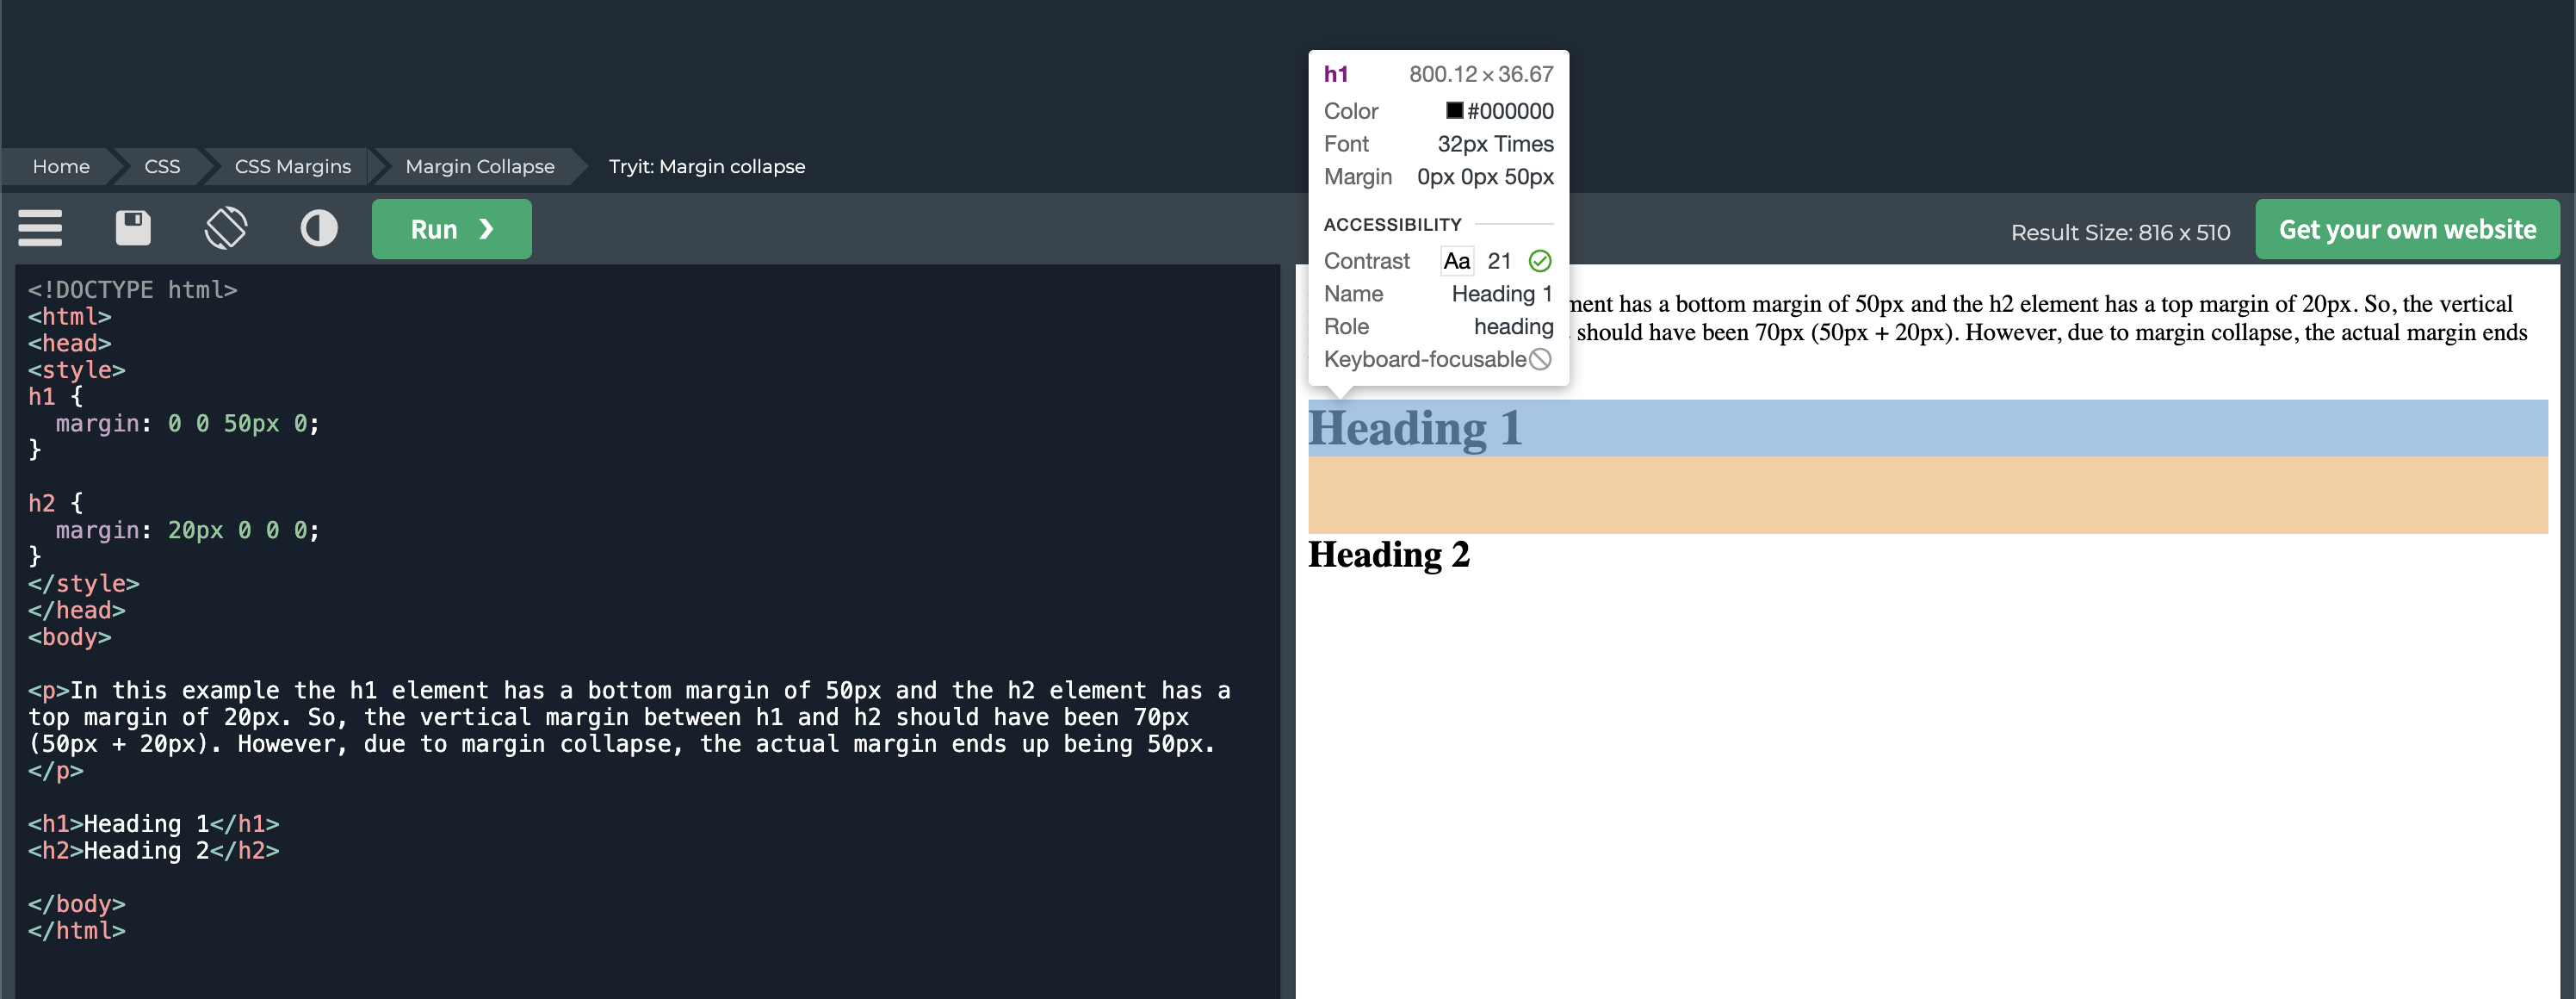 h1 800.12 × 36.67
Color #000000
Font 32px Times
Margin 0px 0px 50px
ACCESSIBILITY
Contrast Aa 21
Name Heading 1
Role heading
Keyboard-focusable
Home CSS CSS Margins Margin Collapse Tryit: Margin collapse
Run ❯
Result Size: 816 x 510
Get your own website
<!DOCTYPE html>
<html>
<head>
<style>
h1 {
  margin: 0 0 50px 0;
}
h2 {
  margin: 20px 0 0 0;
}
</style>
</head>
<body>
<p>In this example the h1 element has a bottom margin of 50px and the h2 element has a
top margin of 20px. So, the vertical margin between h1 and h2 should have been 70px
(50px + 20px). However, due to margin collapse, the actual margin ends up being 50px.
</p>
<h1>Heading 1</h1>
<h2>Heading 2</h2>
</body>
</html>
has a bottom margin of 50px and the h2 element has a top margin of 20px. So, the vertical
should have been 70px (50px + 20px). However, due to margin collapse, the actual margin ends
Heading 1
Heading 2